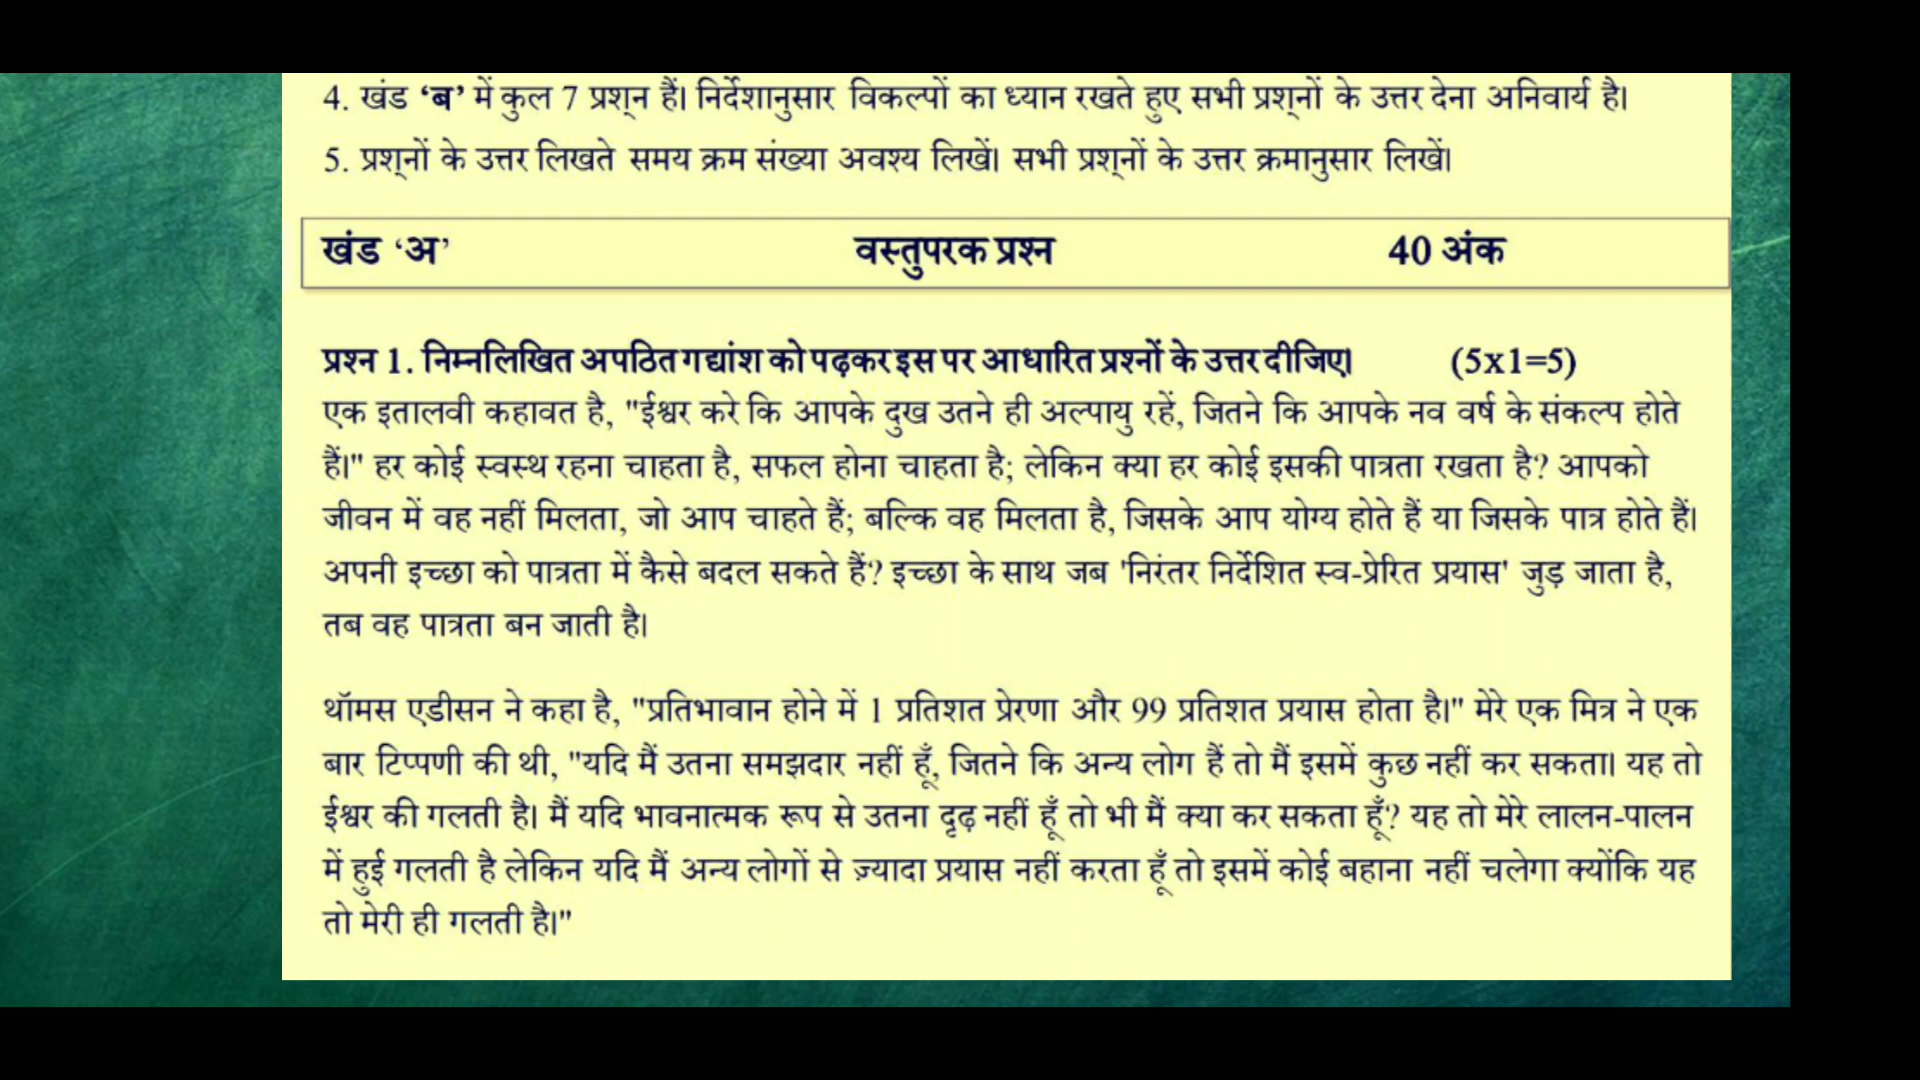 4. खंड ‘ब’ में कुल 7 प्रश्न हैं। निर्देशानुसार विकल्पों का ध्यान रखते हुए सभी प्रश्नों के उत्तर देना अनिवार्य है।
5. प्रश्नों के उत्तर लिखते समय क्रम संख्या अवश्य लिखें। सभी प्रश्नों के उत्तर क्रमानुसार लिखें।
खंड ‘अ’ वस्तुपरक प्रश्न 40 अंक
प्रश्न 1. निम्नलिखित अपठित गद्यांश को पढ़कर इस पर आधारित प्रश्नों के उत्तर दीजिए। (5x1=5)
एक इतालवी कहावत है, "ईश्वर करे कि आपके दुख उतने ही अल्पायु रहें, जितने कि आपके नव वर्ष के संकल्प होते
हैं।" हर कोई स्वस्थ रहना चाहता है, सफल होना चाहता है; लेकिन क्या हर कोई इसकी पात्रता रखता है? आपको
जीवन में वह नहीं मिलता, जो आप चाहते हैं; बल्कि वह मिलता है, जिसके आप योग्य होते हैं या जिसके पात्र होते हैं।
अपनी इच्छा को पात्रता में कैसे बदल सकते हैं? इच्छा के साथ जब 'निरंतर निर्देशित स्व-प्रेरित प्रयास' जुड़ जाता है,
तब वह पात्रता बन जाती है।
थॉमस एडीसन ने कहा है, "प्रतिभावान होने में 1 प्रतिशत प्रेरणा और 99 प्रतिशत प्रयास होता है।" मेरे एक मित्र ने एक
बार टिप्पणी की थी, "यदि मैं उतना समझदार नहीं हूँ, जितने कि अन्य लोग हैं तो मैं इसमें कुछ नहीं कर सकता। यह तो
ईश्वर की गलती है। मैं यदि भावनात्मक रूप से उतना दृढ़ नहीं हूँ तो भी मैं क्या कर सकता हूँ? यह तो मेरे लालन-पालन
में हुई गलती है लेकिन यदि मैं अन्य लोगों से ज़्यादा प्रयास नहीं करता हूँ तो इसमें कोई बहाना नहीं चलेगा क्योंकि यह
तो मेरी ही गलती है।"